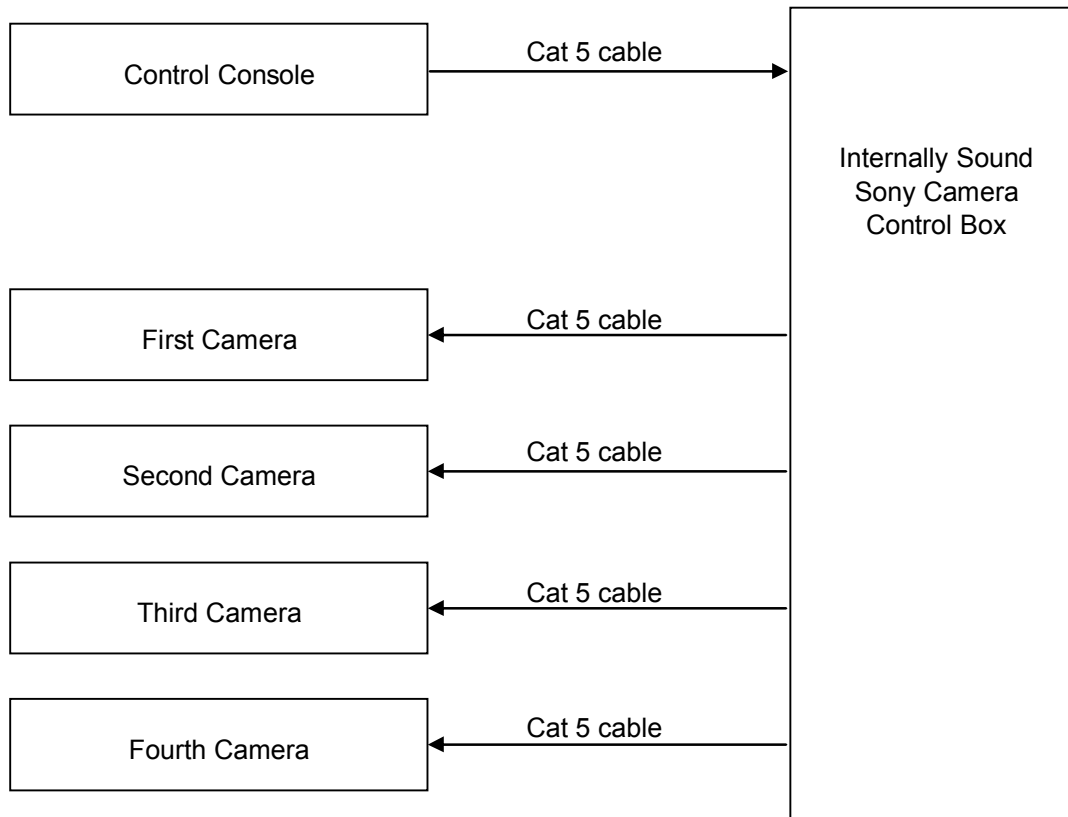 Control Console
Cat 5 cable
Internally Sound
Sony Camera
Control Box
First Camera
Cat 5 cable
Second Camera
Cat 5 cable
Third Camera
Cat 5 cable
Fourth Camera
Cat 5 cable